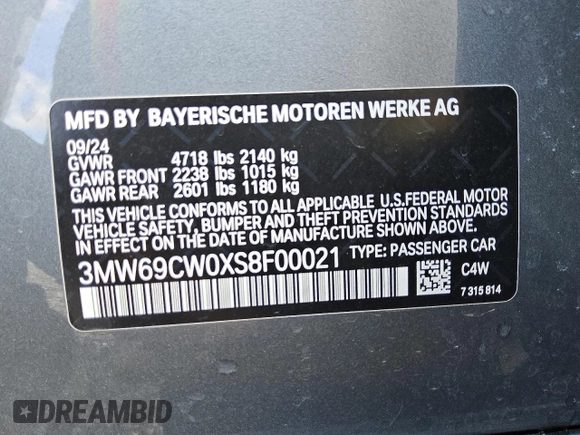 MFD BY BAYERISCHE MOTOREN WERKE AG
09/24
GVWR 4718 lbs 2140 kg
GAWR FRONT 2238 lbs 1015 kg
GAWR REAR 2601 lbs 1180 kg
THIS VEHICLE CONFORMS TO ALL APPLICABLE U.S.FEDERAL MOTOR
VEHICLE SAFETY, BUMPER AND THEFT PREVENTION STANDARDS
IN EFFECT ON THE DATE OF MANUFACTURE SHOWN ABOVE.
3MW69CW0XS8F00021 TYPE: PASSENGER CAR
C4W
7 315 814
DREAMBID